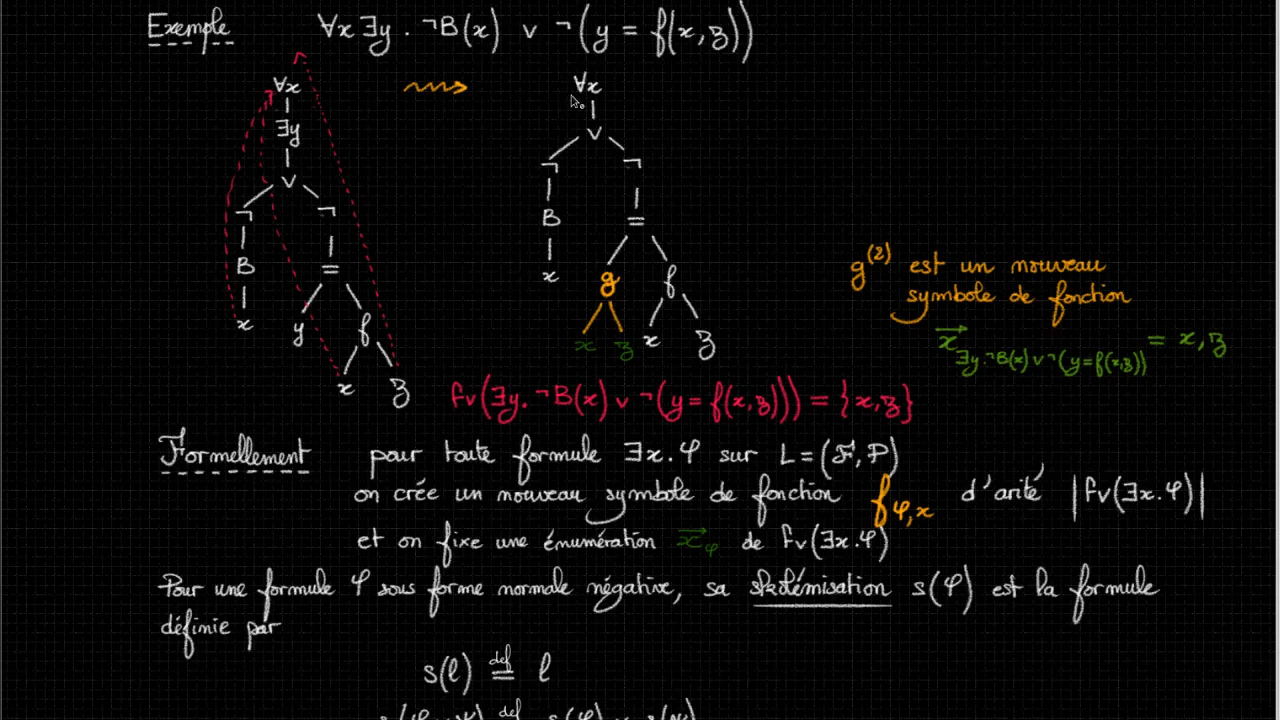 Exemple ∀x ∃y . ¬B(x) ∨ ¬(y = f(x,z))
∀x
∃y
∨
¬ ¬
B =
x y f
x z
∀x
∨
¬ ¬
B =
x g f
x z x z
g⁽²⁾ est un nouveau
symbole de fonction
x⃗ ∃y.¬B(x)∨¬(y=f(x,z)) = x, z
fv(∃y. ¬B(x) ∨ ¬(y = f(x,z))) = {x,z}
Formellement pour toute formule ∃x.φ sur L = (F, P)
on crée un nouveau symbole de fonction f φ,x d'arité |fv(∃x.φ)|
et on fixe une énumération x⃗ φ de fv(∃x.φ)
Pour une formule φ sous forme normale négative, sa skolémisation s(φ) est la formule
définie par
s(ℓ) def= ℓ